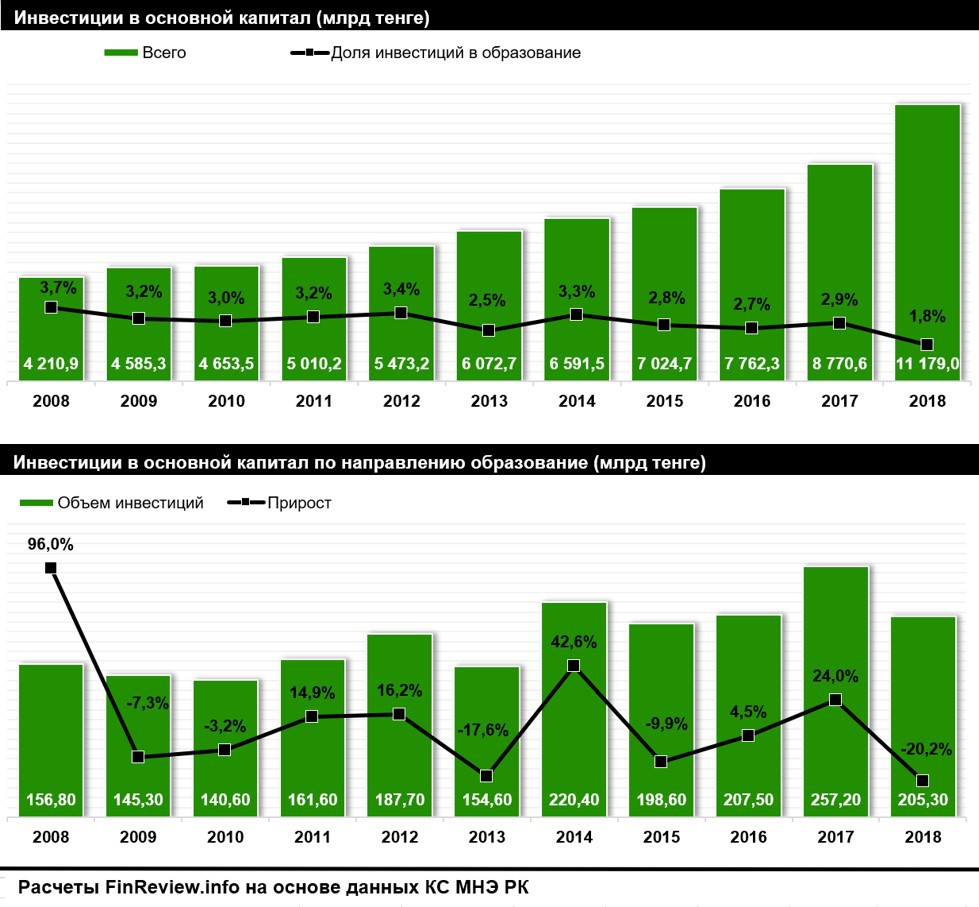 Инвестиции в основной капитал (млрд тенге)
Всего Доля инвестиций в образование
3,7% 3,2% 3,0% 3,2% 3,4% 2,5% 3,3% 2,8% 2,7% 2,9% 1,8%
4 210,9 4 585,3 4 653,5 5 010,2 5 473,2 6 072,7 6 591,5 7 024,7 7 762,3 8 770,6 11 179,0
2008 2009 2010 2011 2012 2013 2014 2015 2016 2017 2018
Инвестиции в основной капитал по направлению образование (млрд тенге)
Объем инвестиций Прирост
96,0% -7,3% -3,2% 14,9% 16,2% -17,6% 42,6% -9,9% 4,5% 24,0% -20,2%
156,80 145,30 140,60 161,60 187,70 154,60 220,40 198,60 207,50 257,20 205,30
2008 2009 2010 2011 2012 2013 2014 2015 2016 2017 2018
Расчеты FinReview.info на основе данных КС МНЭ РК